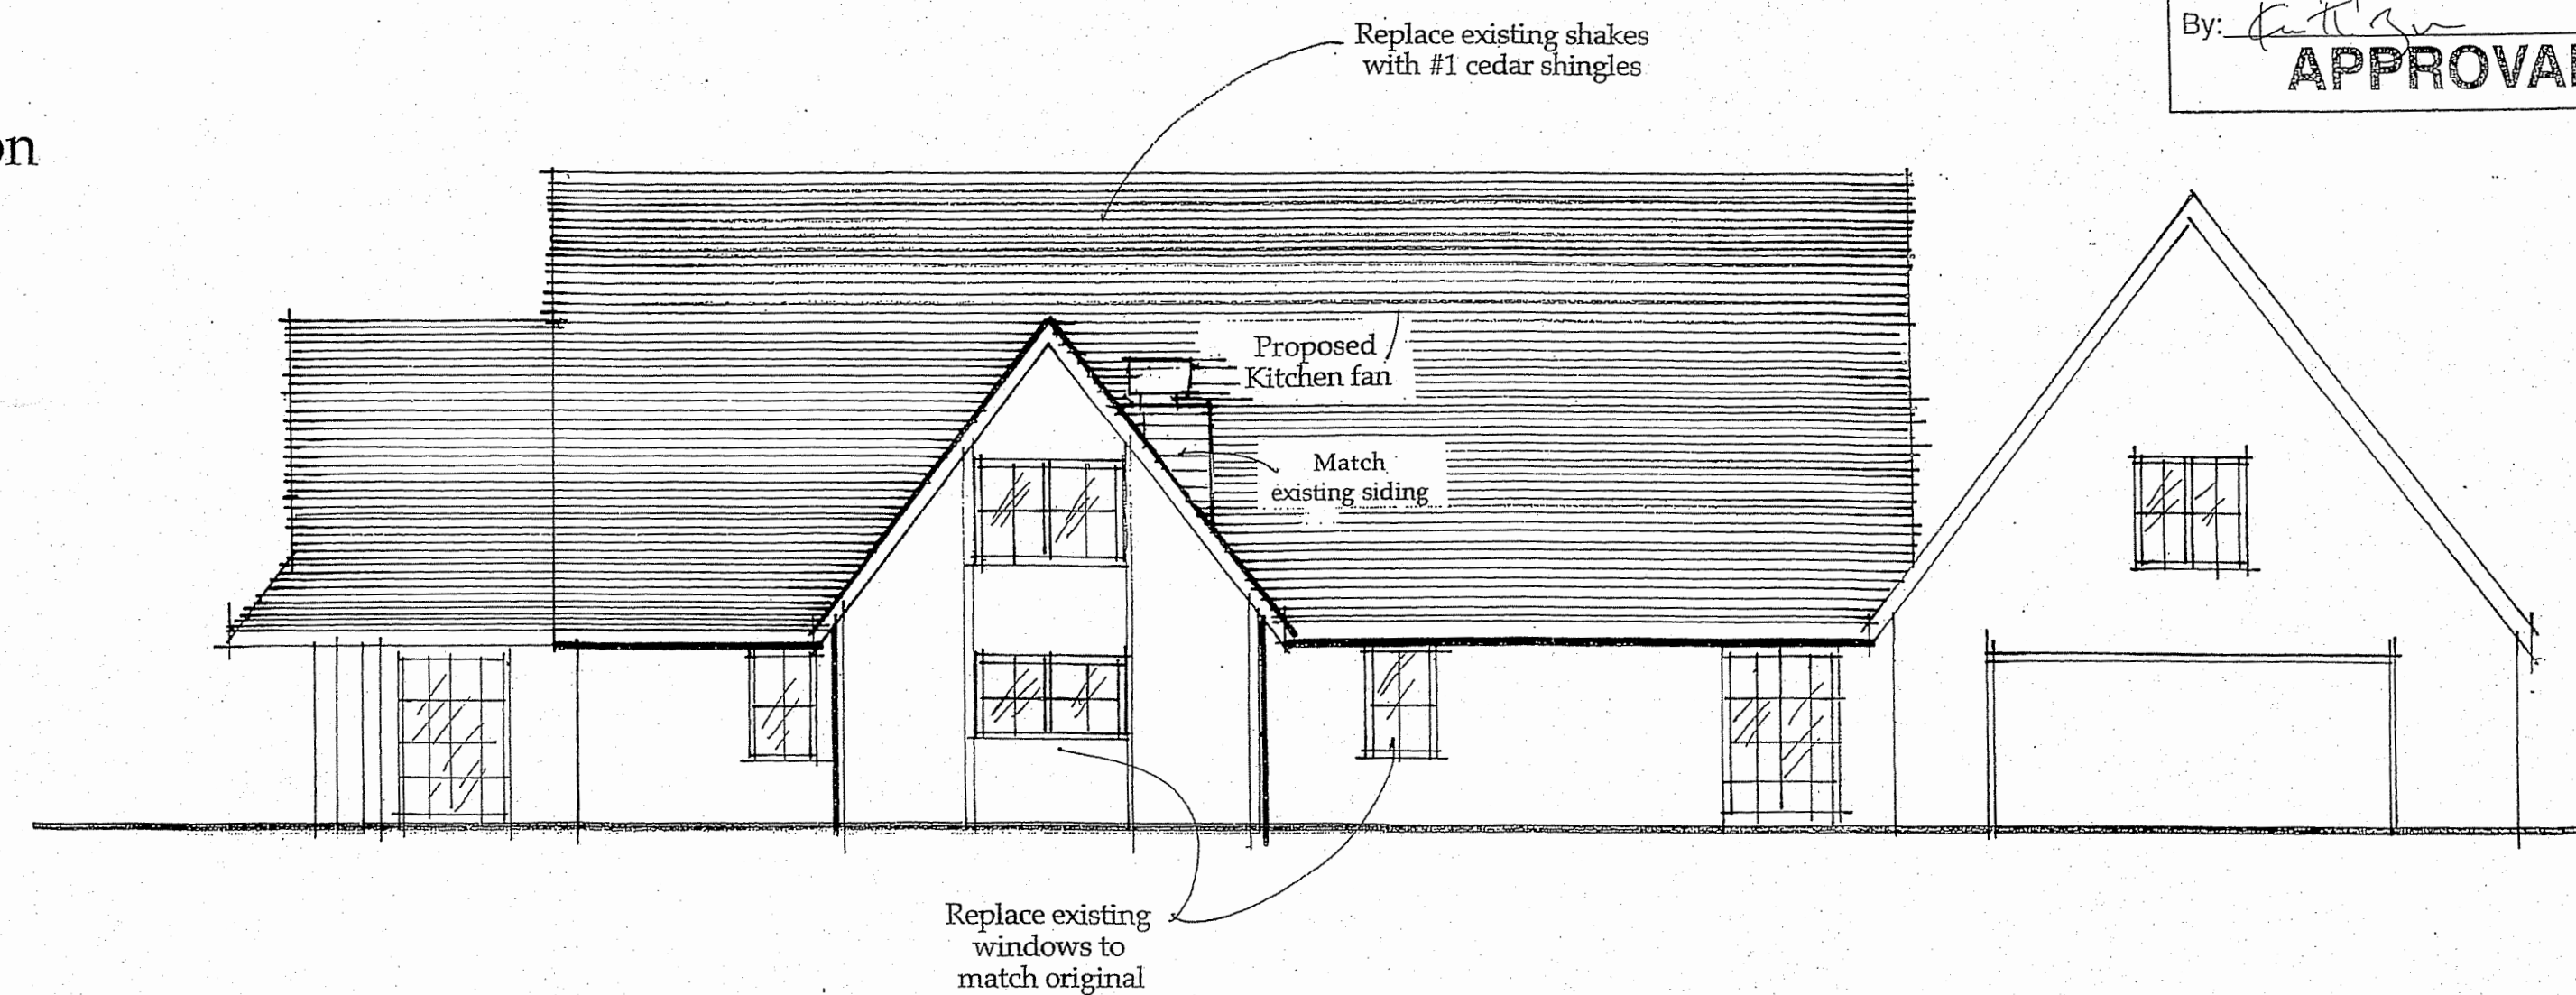 By:
APPROVAL
Replace existing shakes
with #1 cedar shingles
on
Proposed
Kitchen fan
Match
existing siding
Replace existing
windows to
match original